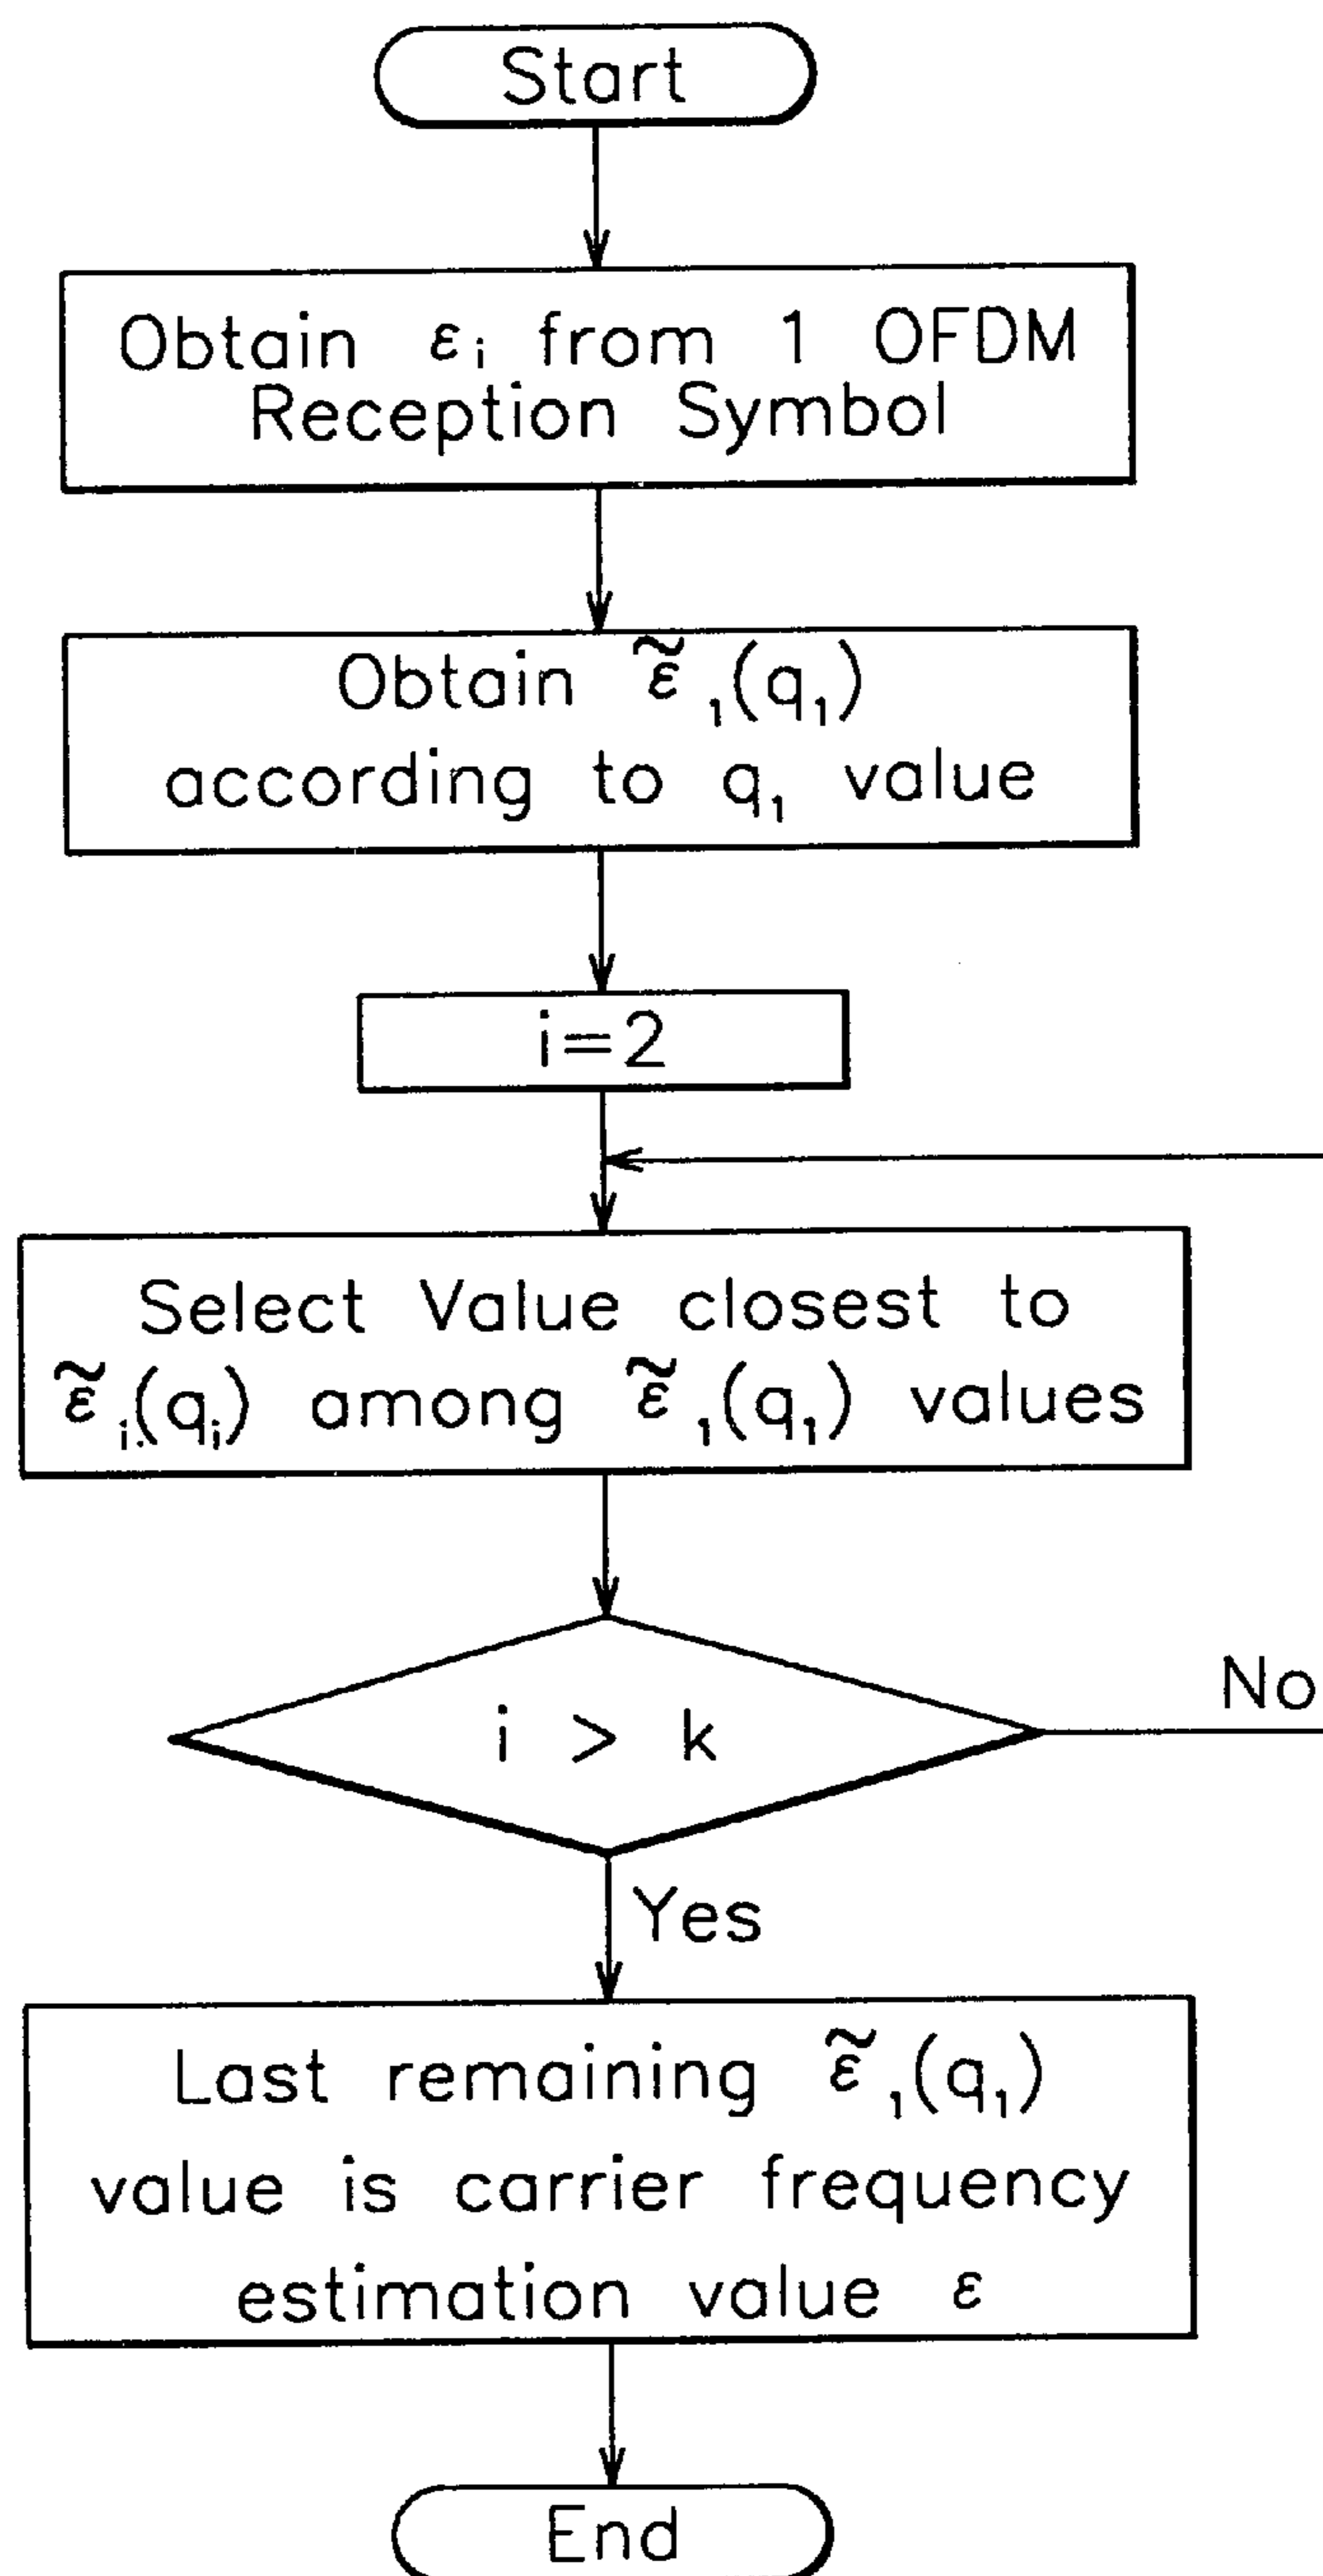 Start
Obtain εᵢ from 1 OFDM
Reception Symbol
Obtain ε̃₁(q₁)
according to q₁ value
i=2
Select Value closest to
ε̃ᵢ(qᵢ) among ε̃₁(q₁) values
i > k
No
Yes
Last remaining ε̃₁(q₁)
value is carrier frequency
estimation value ε
End